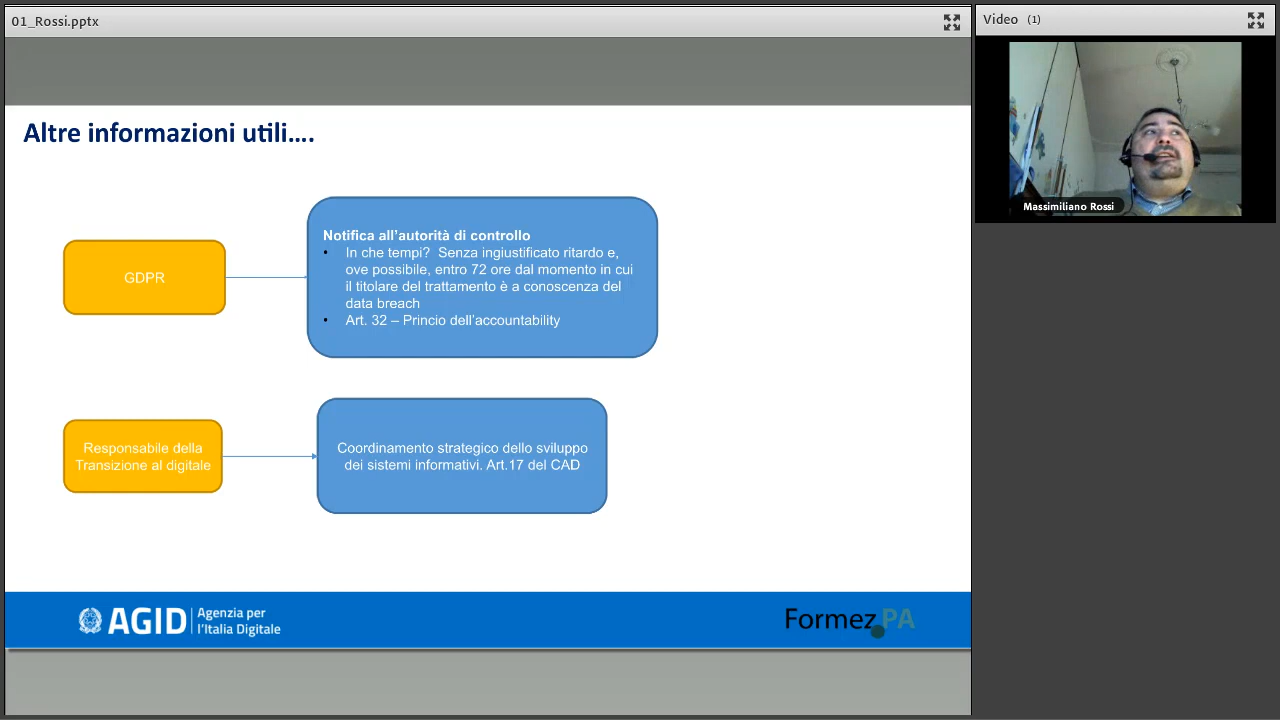 01_Rossi.pptx
Video (1)
Massimiliano Rossi
Altre informazioni utili....
GDPR
Notifica all'autorità di controllo
• In che tempi? Senza ingiustificato ritardo e,
ove possibile, entro 72 ore dal momento in cui
il titolare del trattamento è a conoscenza del
data breach
• Art. 32 – Princio dell'accountability
Responsabile della
Transizione al digitale
Coordinamento strategico dello sviluppo
dei sistemi informativi. Art.17 del CAD
AGID
Agenzia per
l'Italia Digitale
Formez PA